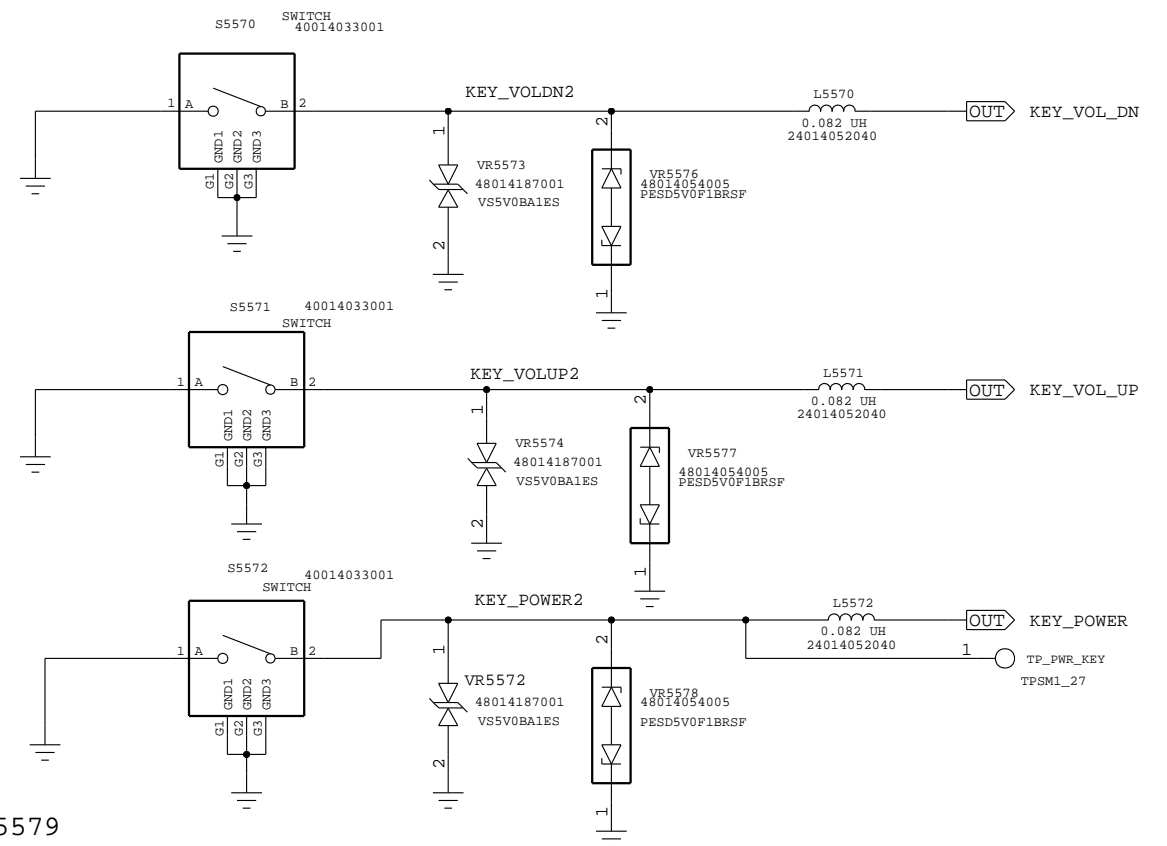 S5570
SWITCH
40014033001
1 A B 2
GND1
GND2
GND3
G1
G2
G3
KEY_VOLDN2
1
VR5573
48014187001
VS5V0BA1ES
2
2
VR5576
48014054005
PESD5V0F1BRSF
1
L5570
0.082 UH
24014052040
OUT
KEY_VOL_DN
S5571
40014033001
SWITCH
1 A B 2
GND1
GND2
GND3
G1
G2
G3
KEY_VOLUP2
1
VR5574
48014187001
VS5V0BA1ES
2
2
VR5577
48014054005
PESD5V0F1BRSF
1
L5571
0.082 UH
24014052040
OUT
KEY_VOL_UP
S5572
40014033001
SWITCH
1 A B 2
GND1
GND2
GND3
G1
G2
G3
KEY_POWER2
1
VR5572
48014187001
VS5V0BA1ES
2
2
VR5578
48014054005
PESD5V0F1BRSF
1
L5572
0.082 UH
24014052040
OUT
KEY_POWER
1
TP_PWR_KEY
TPSM1_27
5579